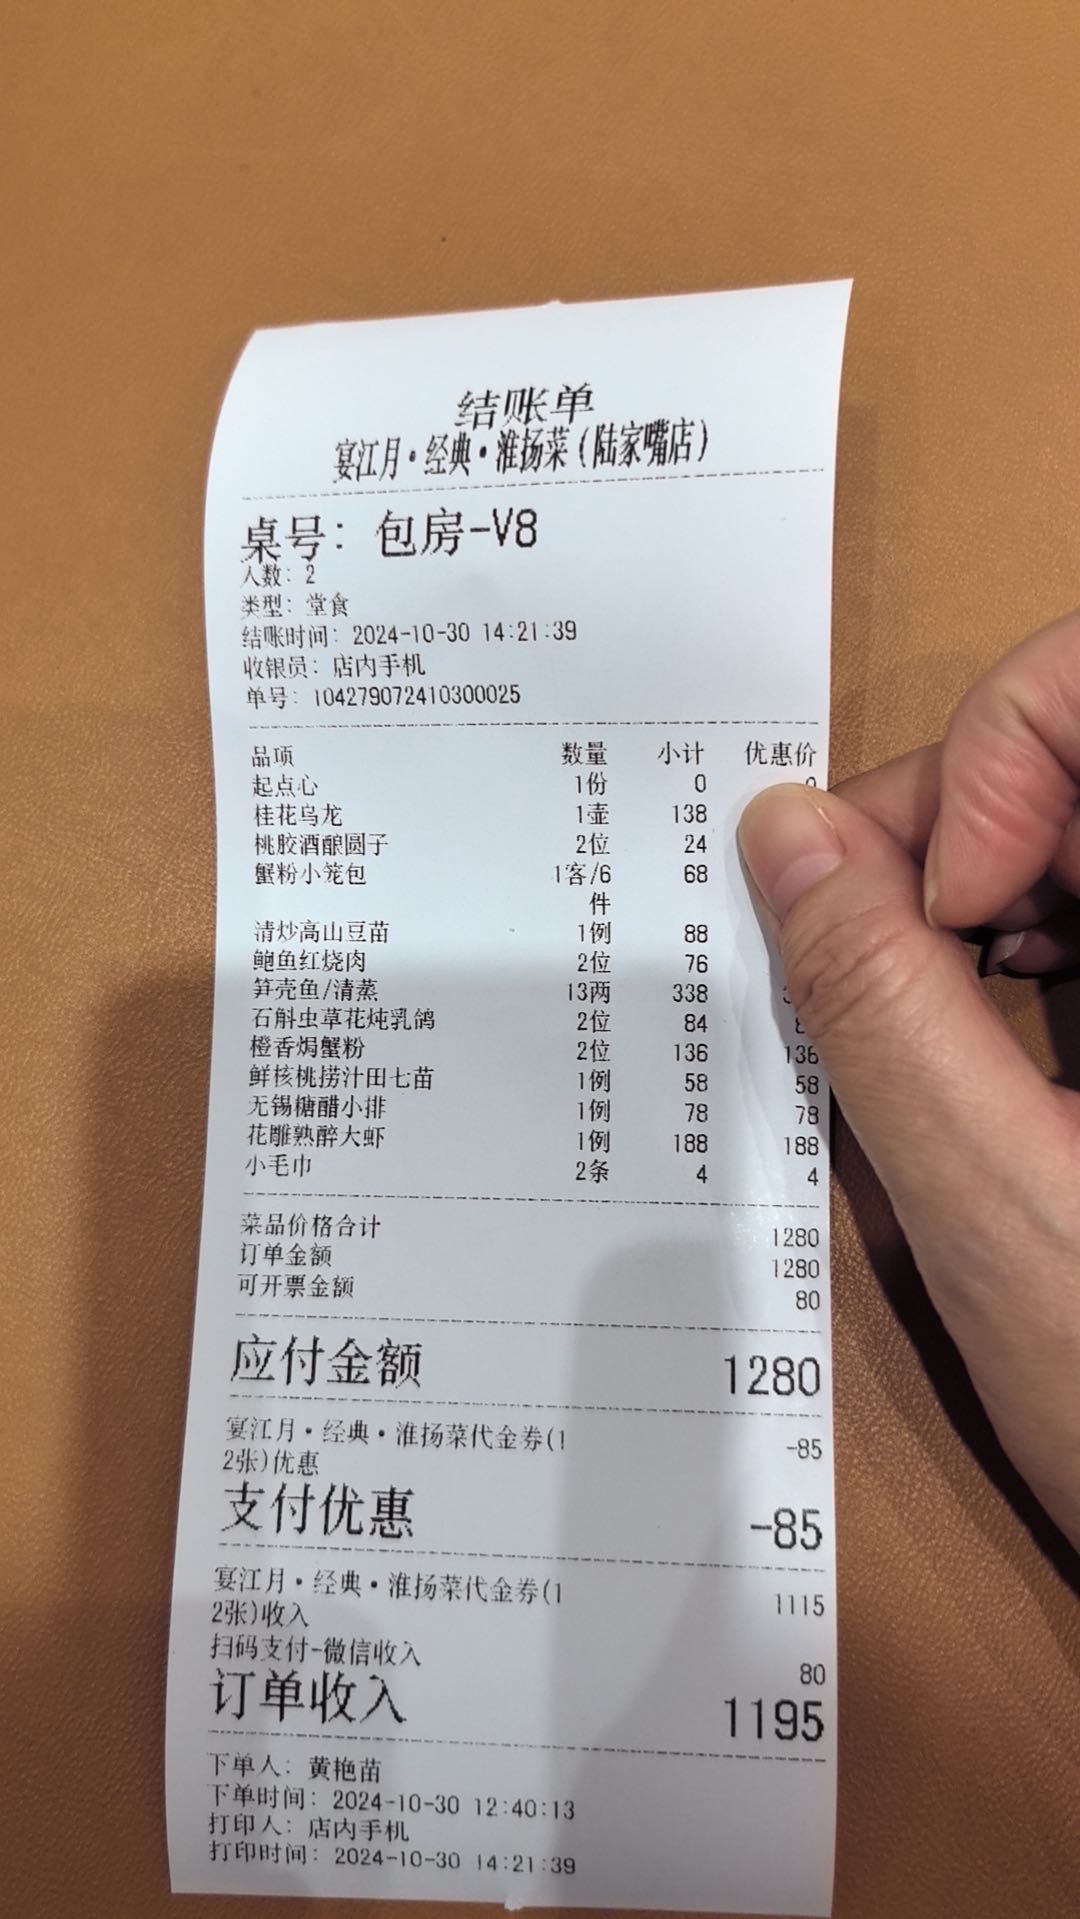 结账单
宴江月·经典·淮扬菜(陆家嘴店)
桌号: 包房-V8
人数: 2
类型: 堂食
结账时间: 2024-10-30 14:21:39
收银员: 店内手机
单号: 104279072410300025
品项 数量 小计 优惠价
起点心 1份 0
桂花乌龙 1壶 138
桃胶酒酿圆子 2位 24
蟹粉小笼包 1客/6 68
件
清炒高山豆苗 1例 88
鲍鱼红烧肉 2位 76
笋壳鱼/清蒸 13两 338
石斛虫草花炖乳鸽 2位 84
橙香焗蟹粉 2位 136 136
鲜核桃捞汁田七苗 1例 58 58
无锡糖醋小排 1例 78 78
花雕熟醉大虾 1例 188 188
小毛巾 2条 4 4
菜品价格合计 1280
订单金额 1280
可开票金额 80
应付金额 1280
宴江月·经典·淮扬菜代金券(1 -85
2张)优惠
支付优惠 -85
宴江月·经典·淮扬菜代金券(1 1115
2张)收入
扫码支付-微信收入 80
订单收入 1195
下单人: 黄艳苗
下单时间: 2024-10-30 12:40:13
打印人: 店内手机
打印时间: 2024-10-30 14:21:39